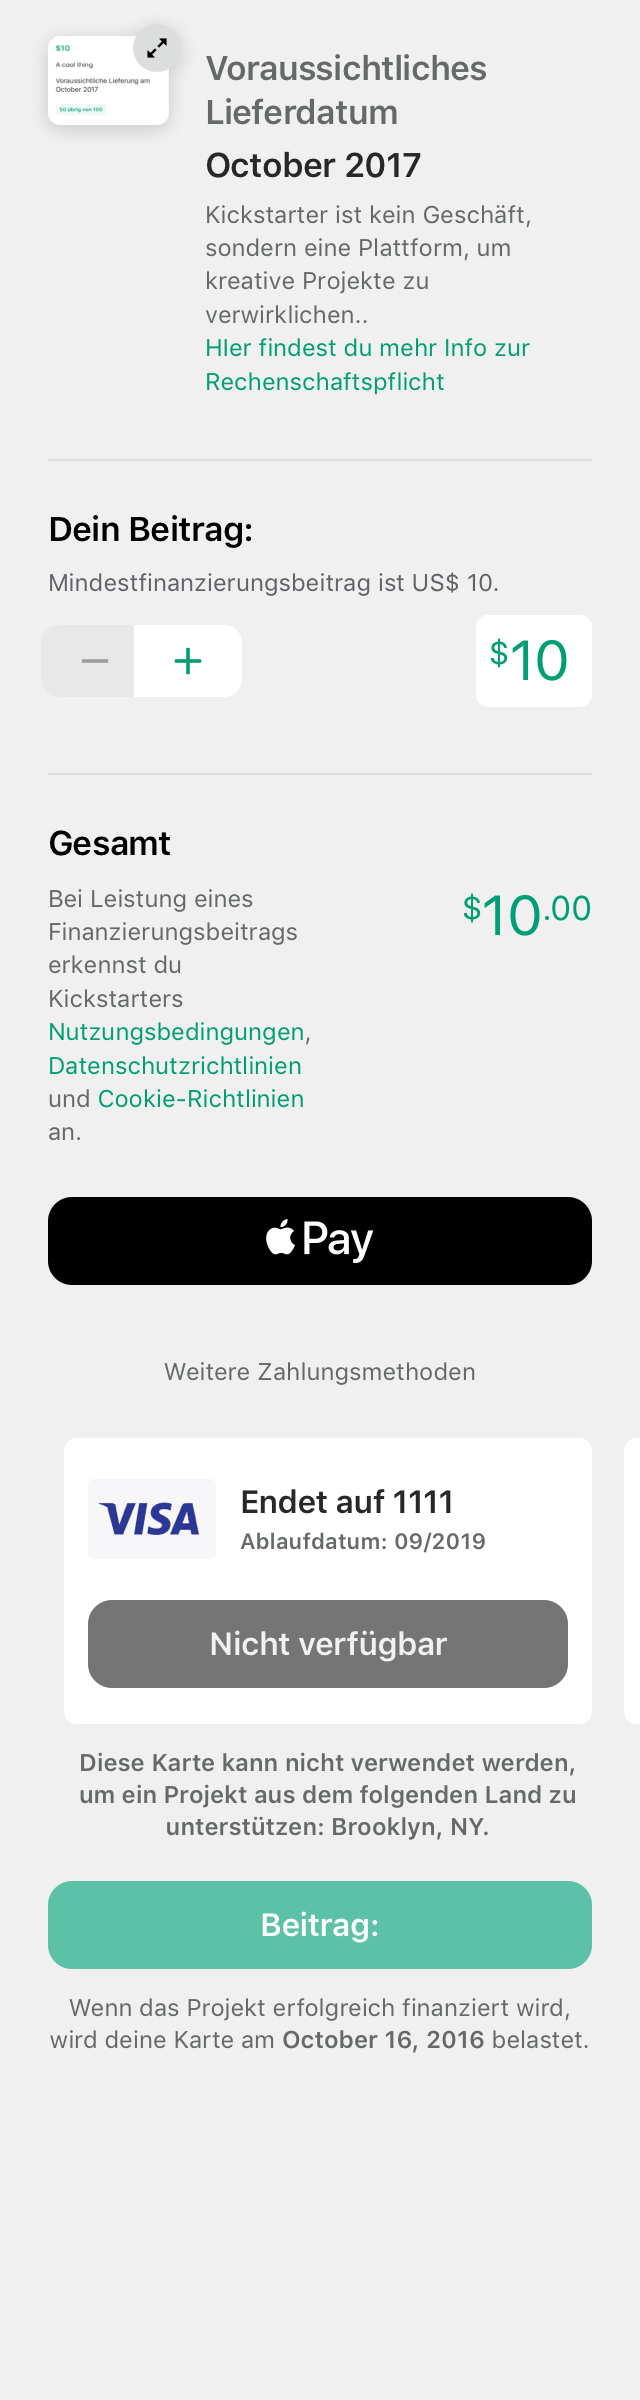 $10
A cool thing
Voraussichtliche Lieferung am
October 2017
50 übrig von 100
Voraussichtliches
Lieferdatum
October 2017
Kickstarter ist kein Geschäft,
sondern eine Plattform, um
kreative Projekte zu
verwirklichen..
HIer findest du mehr Info zur
Rechenschaftspflicht
Dein Beitrag:
Mindestfinanzierungsbeitrag ist US$ 10.
$10
Gesamt
Bei Leistung eines
Finanzierungsbeitrags
erkennst du
Kickstarters
Nutzungsbedingungen,
Datenschutzrichtlinien
und Cookie-Richtlinien
an.
$10.00
Pay
Weitere Zahlungsmethoden
VISA
Endet auf 1111
Ablaufdatum: 09/2019
Nicht verfügbar
Diese Karte kann nicht verwendet werden,
um ein Projekt aus dem folgenden Land zu
unterstützen: Brooklyn, NY.
Beitrag:
Wenn das Projekt erfolgreich finanziert wird,
wird deine Karte am October 16, 2016 belastet.